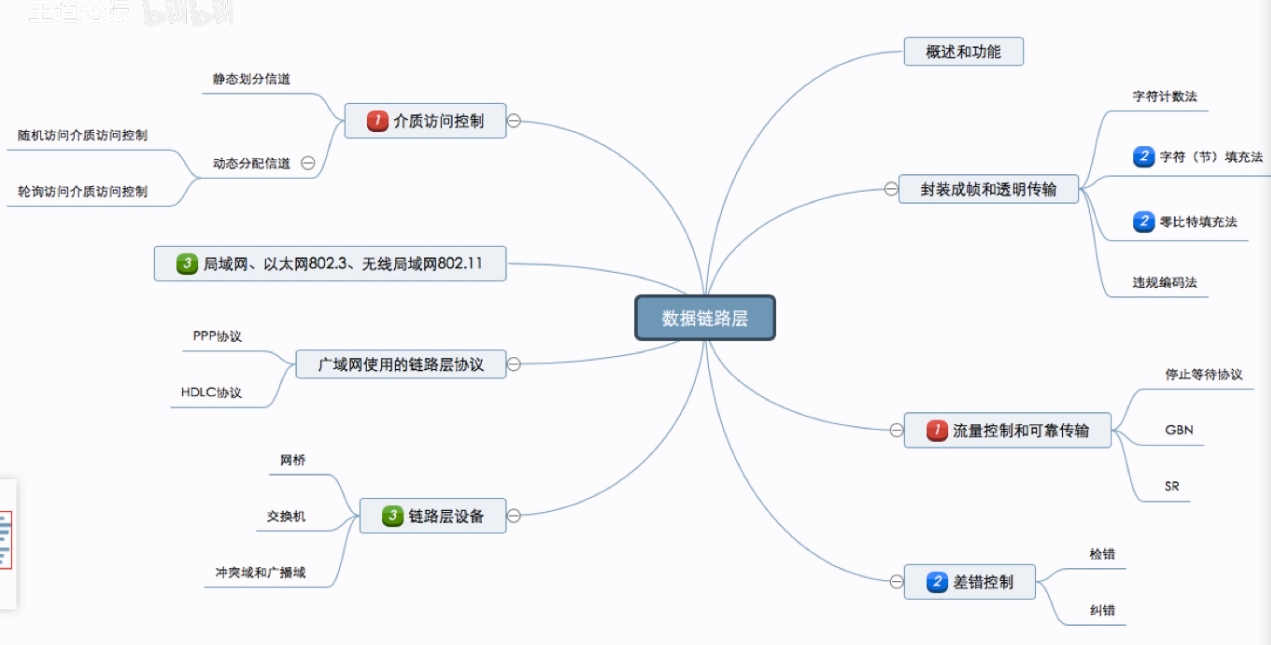 王道论坛 bilibili
概述和功能
静态划分信道
字符计数法
1 介质访问控制
随机访问介质访问控制
2 字符（节）填充法
动态分配信道
封装成帧和透明传输
轮询访问介质访问控制
2 零比特填充法
3 局域网、以太网802.3、无线局域网802.11
违规编码法
数据链路层
PPP协议
广域网使用的链路层协议
停止等待协议
HDLC协议
1 流量控制和可靠传输
GBN
网桥
SR
交换机
3 链路层设备
检错
冲突域和广播域
2 差错控制
纠错